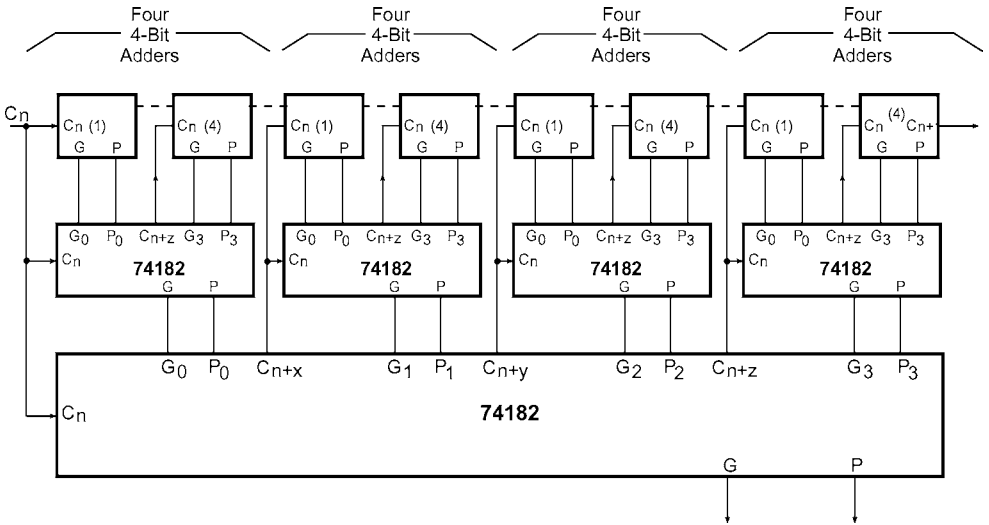 Four Four Four Four
4-Bit 4-Bit 4-Bit 4-Bit
Adders Adders Adders Adders
Cn
Cn (1) Cn (4) Cn (1) Cn (4) Cn (1) Cn (4) Cn (1) Cn (4) Cn+
G P G P G P G P G P G P G P G P
G0 P0 Cn+z G3 P3 G0 P0 Cn+z G3 P3 G0 P0 Cn+z G3 P3 G0 P0 Cn+z G3 P3
Cn Cn Cn Cn
74182 74182 74182 74182
G P G P G P G P
G0 P0 Cn+x G1 P1 Cn+y G2 P2 Cn+z G3 P3
Cn 74182
G P